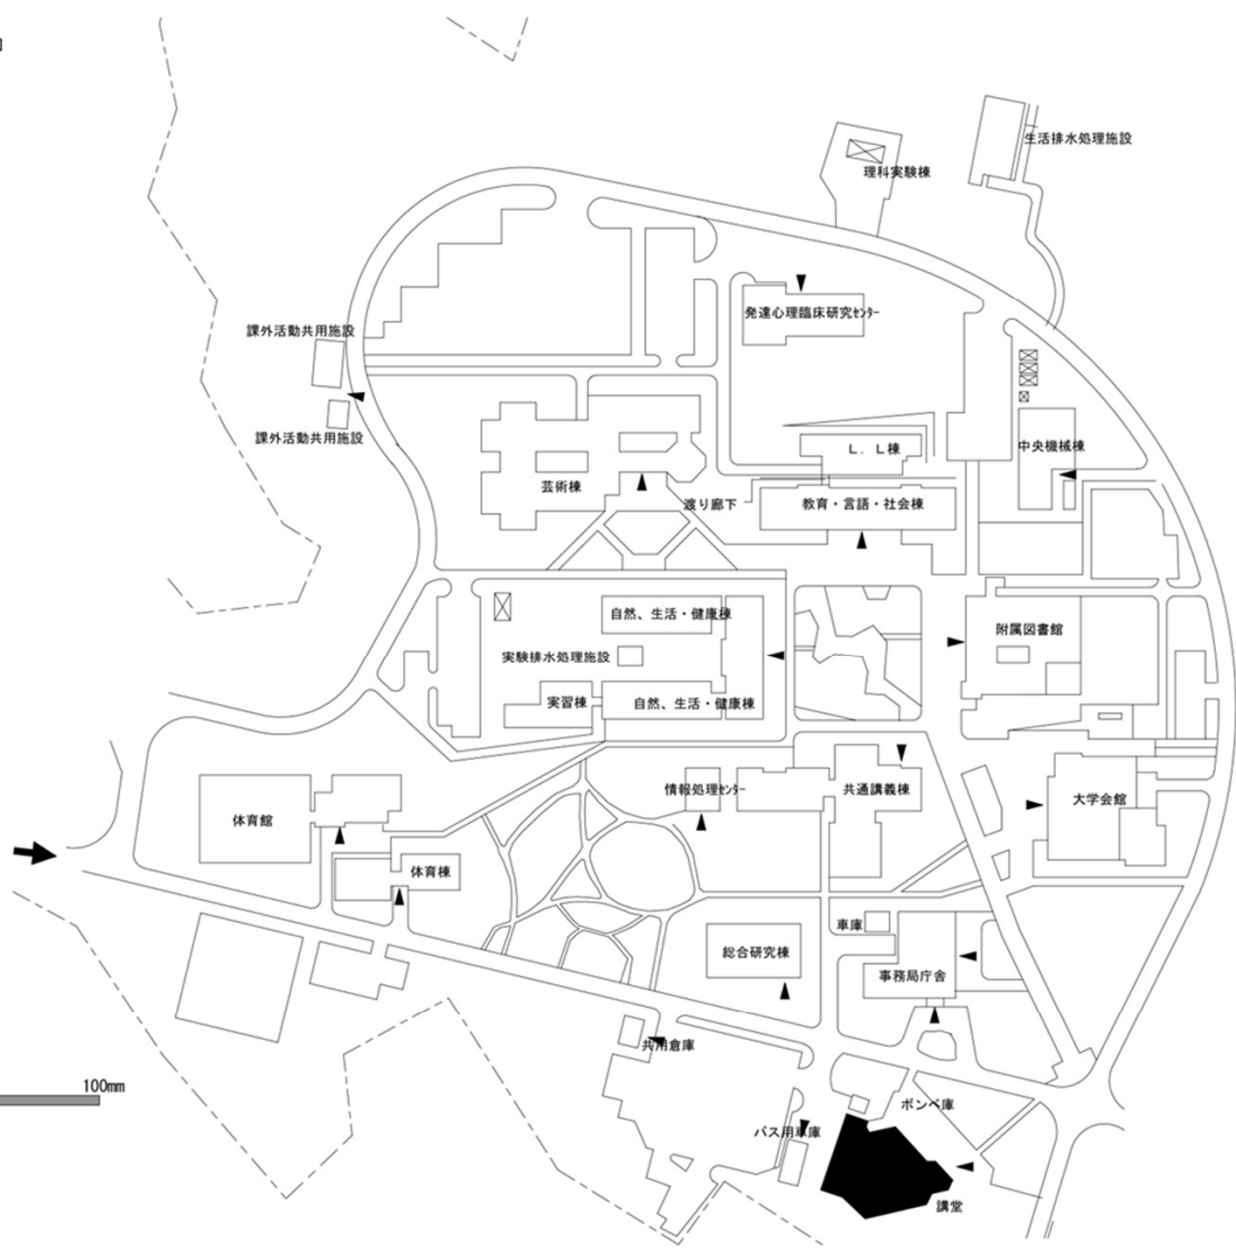 生活排水処理施設
理科実験棟
発達心理臨床研究ｾﾝﾀｰ
課外活動共用施設
課外活動共用施設
Ｌ．Ｌ棟
中央機械棟
芸術棟
渡り廊下
教育・言語・社会棟
自然、生活・健康棟
附属図書館
実験排水処理施設
実習棟
自然、生活・健康棟
情報処理ｾﾝﾀｰ
共通講義棟
大学会館
体育館
体育棟
車庫
総合研究棟
事務局庁舎
共用倉庫
100mm
ボンベ庫
バス用車庫
講堂